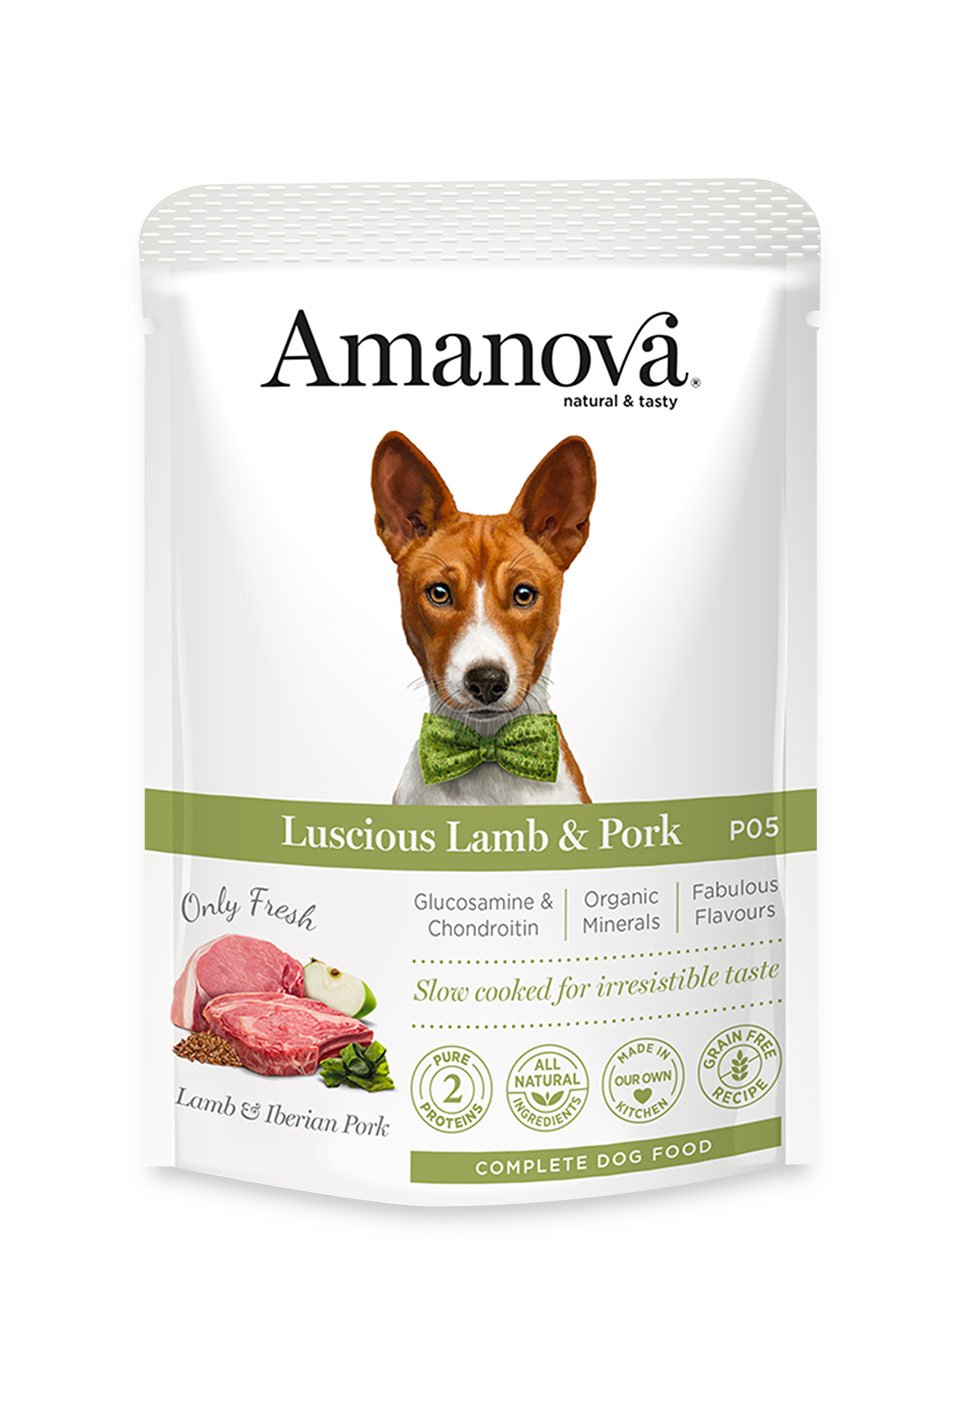 Amanova®
natural & tasty
Luscious Lamb & Pork
P05
Only Fresh
Lamb & Iberian Pork
Glucosamine &
Chondroitin
Organic
Minerals
Fabulous
Flavours
Slow cooked for irresistible taste
PURE
2
PROTEINS
ALL
NATURAL
INGREDIENTS
MADE IN
OUR OWN
KITCHEN
GRAIN FREE
RECIPE
COMPLETE DOG FOOD